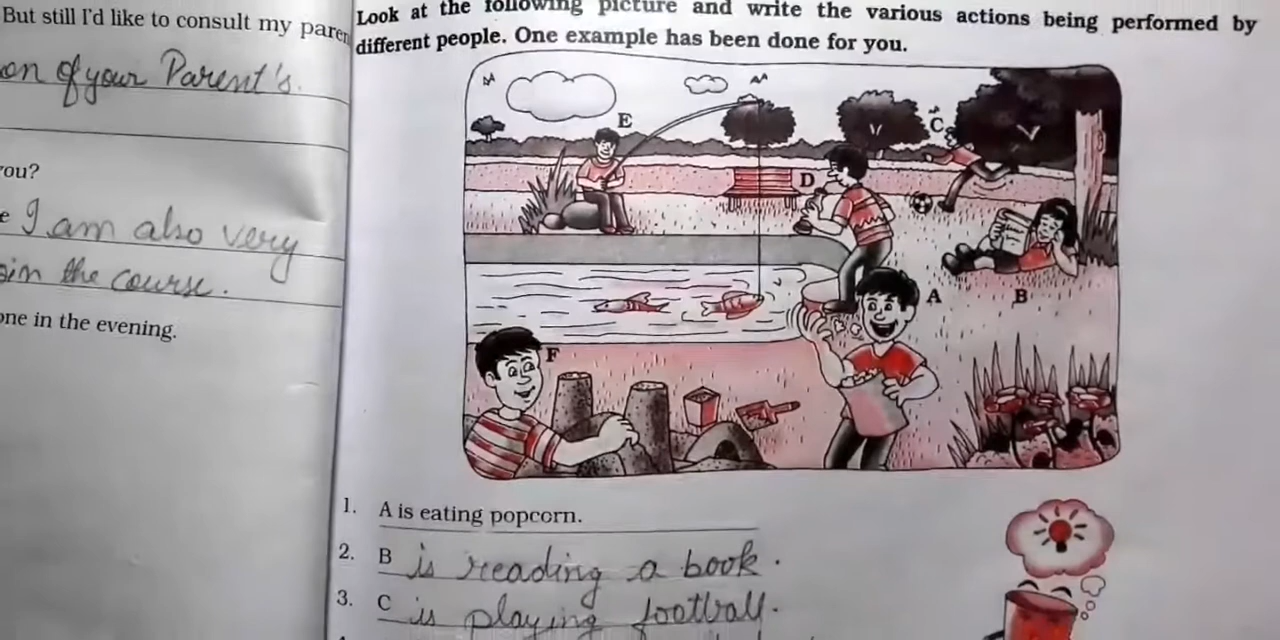 But still I'd like to consult my
on of your Parent's.
ou?
e I am also very
in the course.
one in the evening.
Look at the following picture and write the various actions being performed by
different people. One example has been done for you.
E
C
D
A
B
F
1. A is eating popcorn.
2. B is reading a book.
3. C is playing football.